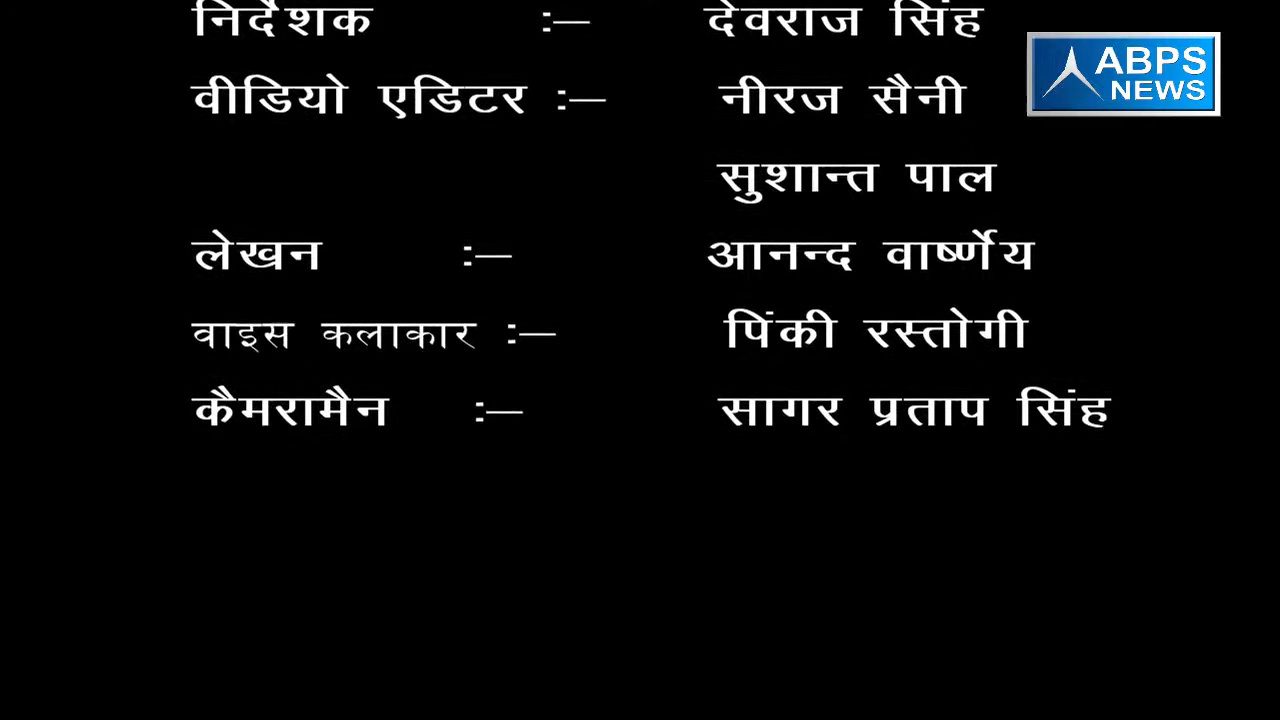 निर्देशक :— देवराज सिंह
ABPS
NEWS
वीडियो एडिटर :— नीरज सैनी
सुशान्त पाल
लेखन :— आनन्द वार्ष्णेय
वाइस कलाकार :— पिंकी रस्तोगी
कैमरामैन :— सागर प्रताप सिंह